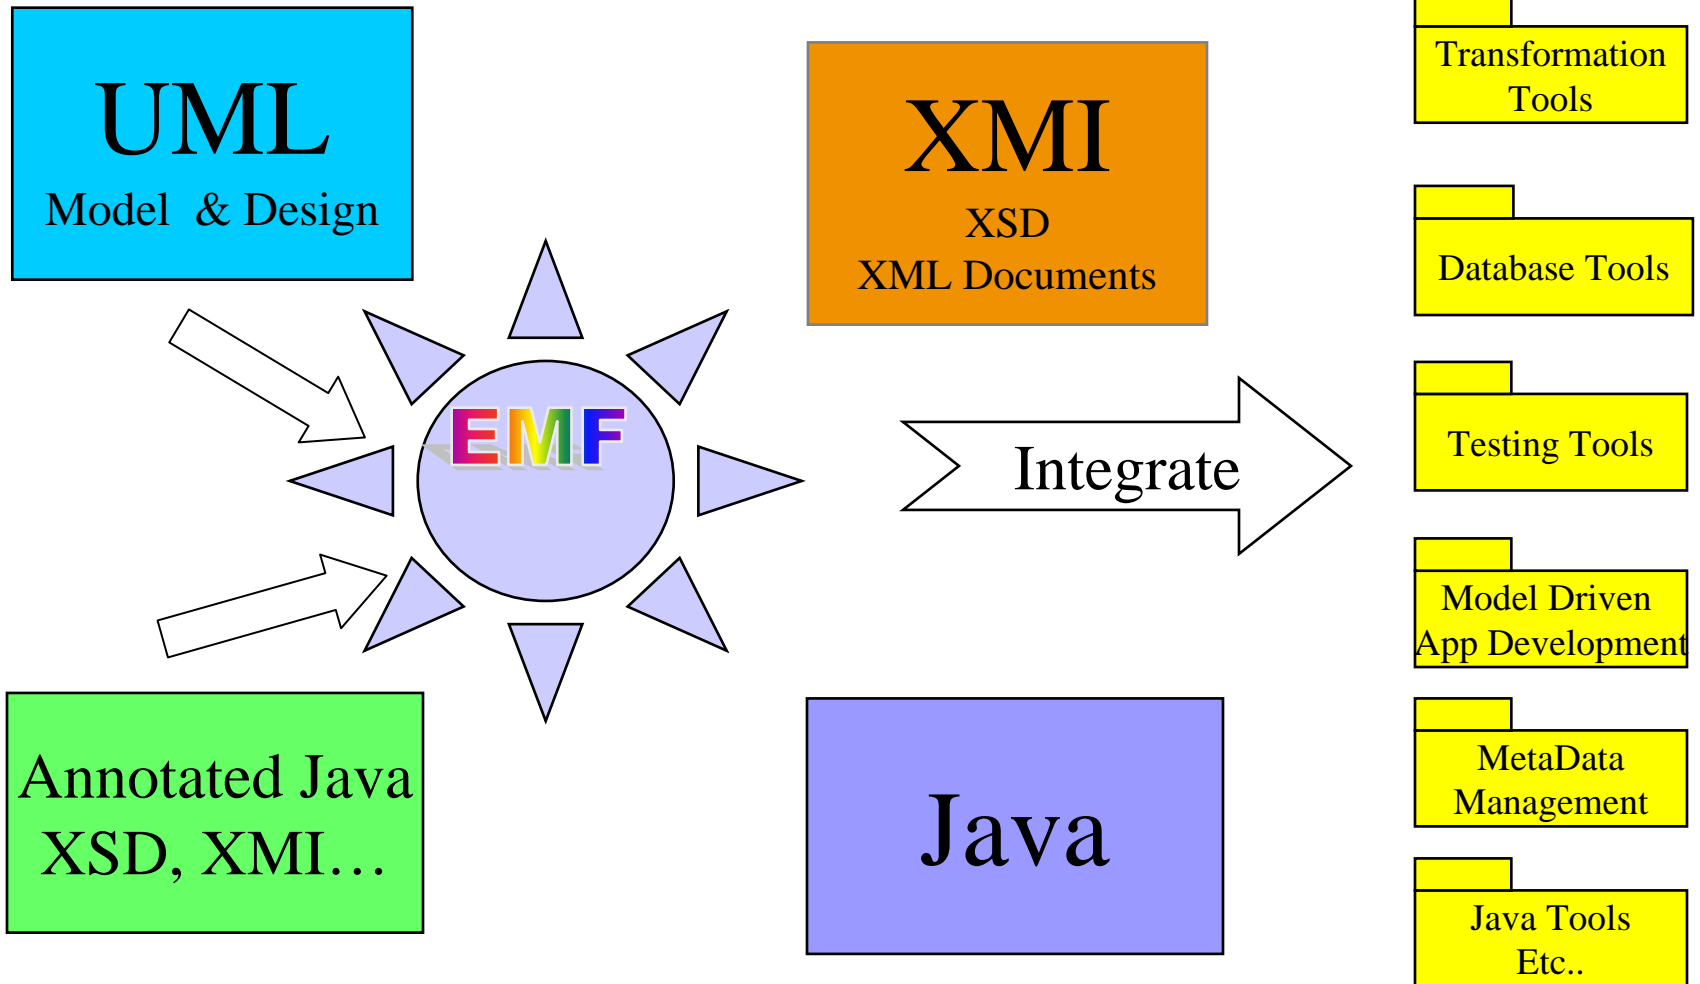 UML
Model & Design
XMI
XSD
XML Documents
EMF
Integrate
Annotated Java
XSD, XMI…
Java
Transformation
Tools
Database Tools
Testing Tools
Model Driven
App Development
MetaData
Management
Java Tools
Etc..